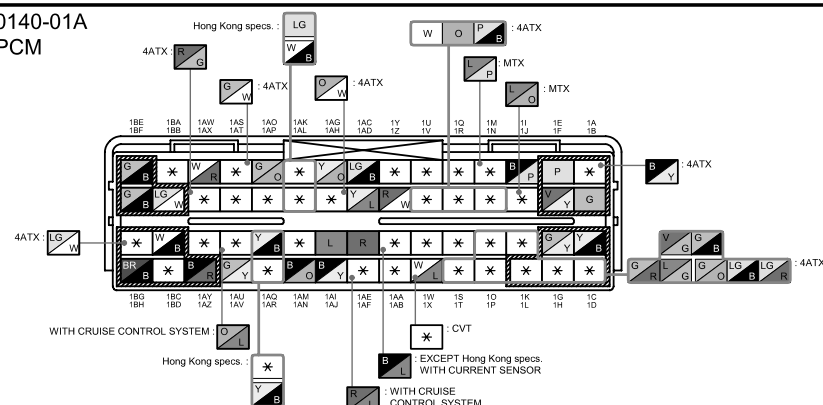 0140-01A
PCM
Hong Kong specs. : LG
W B
W O P B : 4ATX
4ATX : R G
G W : 4ATX
O W : 4ATX
L P : MTX
L O : MTX
1BE 1BA 1AW 1AS 1AO 1AK 1AG 1AC 1Y 1U 1Q 1M 1I 1E 1A
1BF 1BB 1AX 1AT 1AP 1AL 1AH 1AD 1Z 1V 1R 1N 1J 1F 1B
G B * W R * G O * Y O LG B * * * * B P P *
B Y : 4ATX
G B LG W * * * * * Y L R W * * * * V Y G
4ATX : LG W
* W B * * Y B * L R * * * * * G Y Y B
V G G B
BR B * B R G Y * B O B Y * * W L * * * * *
G R L G G O LG B LG R : 4ATX
1BG 1BC 1AY 1AU 1AQ 1AM 1AI 1AE 1AA 1W 1S 1O 1K 1G 1C
1BH 1BD 1AZ 1AV 1AR 1AN 1AJ 1AF 1AB 1X 1T 1P 1L 1H 1D
WITH CRUISE CONTROL SYSTEM : O L
* : CVT
Hong Kong specs. : *
Y B
B L : EXCEPT Hong Kong specs.
WITH CURRENT SENSOR
R L : WITH CRUISE
CONTROL SYSTEM